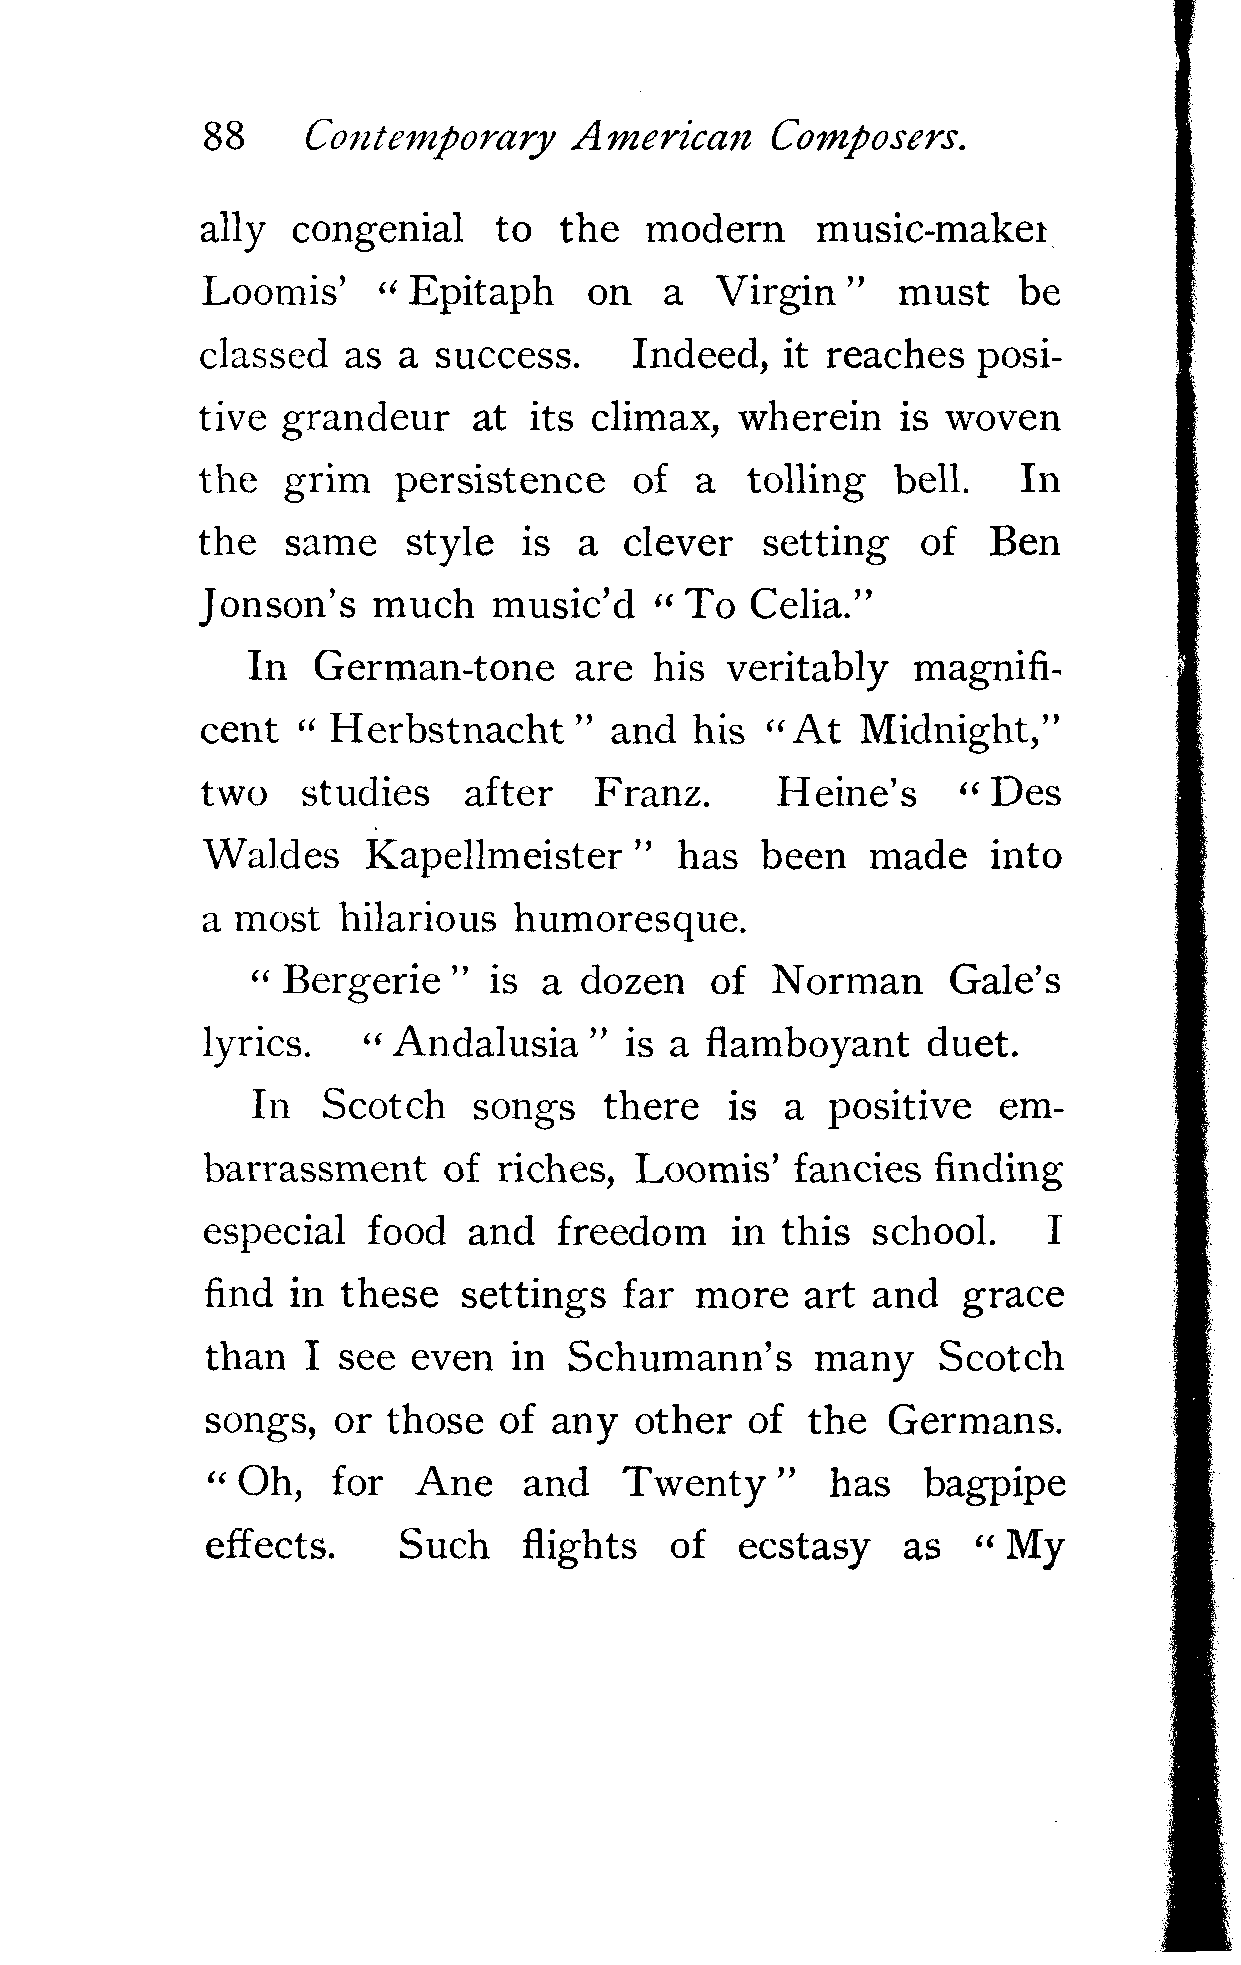 88 Contemporary American Composers.
ally congenial to the modern music-maker
Loomis' “ Epitaph on a Virgin ” must be
classed as a success. Indeed, it reaches posi-
tive grandeur at its climax, wherein is woven
the grim persistence of a tolling bell. In
the same style is a clever setting of Ben
Jonson's much music'd “ To Celia.”
In German-tone are his veritably magnifi-
cent “ Herbstnacht ” and his “ At Midnight,”
two studies after Franz. Heine's “ Des
Waldes Kapellmeister ” has been made into
a most hilarious humoresque.
“ Bergerie ” is a dozen of Norman Gale's
lyrics. “ Andalusia ” is a flamboyant duet.
In Scotch songs there is a positive em-
barrassment of riches, Loomis' fancies finding
especial food and freedom in this school. I
find in these settings far more art and grace
than I see even in Schumann's many Scotch
songs, or those of any other of the Germans.
“ Oh, for Ane and Twenty ” has bagpipe
effects. Such flights of ecstasy as “ My